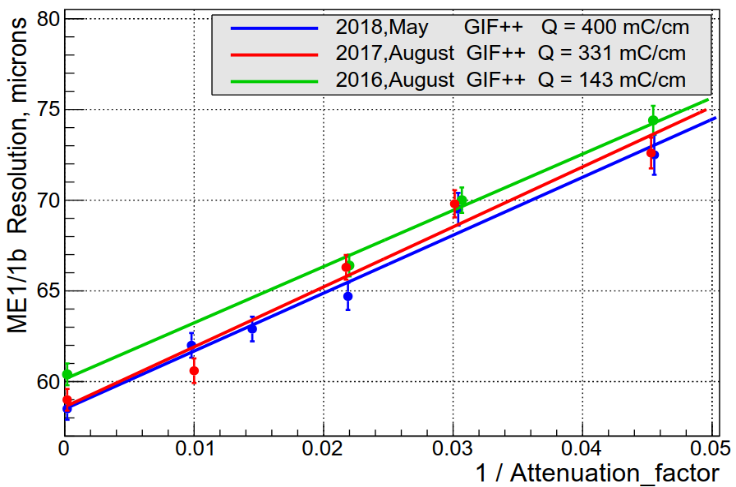 80
75
70
65
60
ME1/1b Resolution, microns
2018,May GIF++ Q = 400 mC/cm
2017,August GIF++ Q = 331 mC/cm
2016,August GIF++ Q = 143 mC/cm
0 0.01 0.02 0.03 0.04 0.05
1 / Attenuation_factor